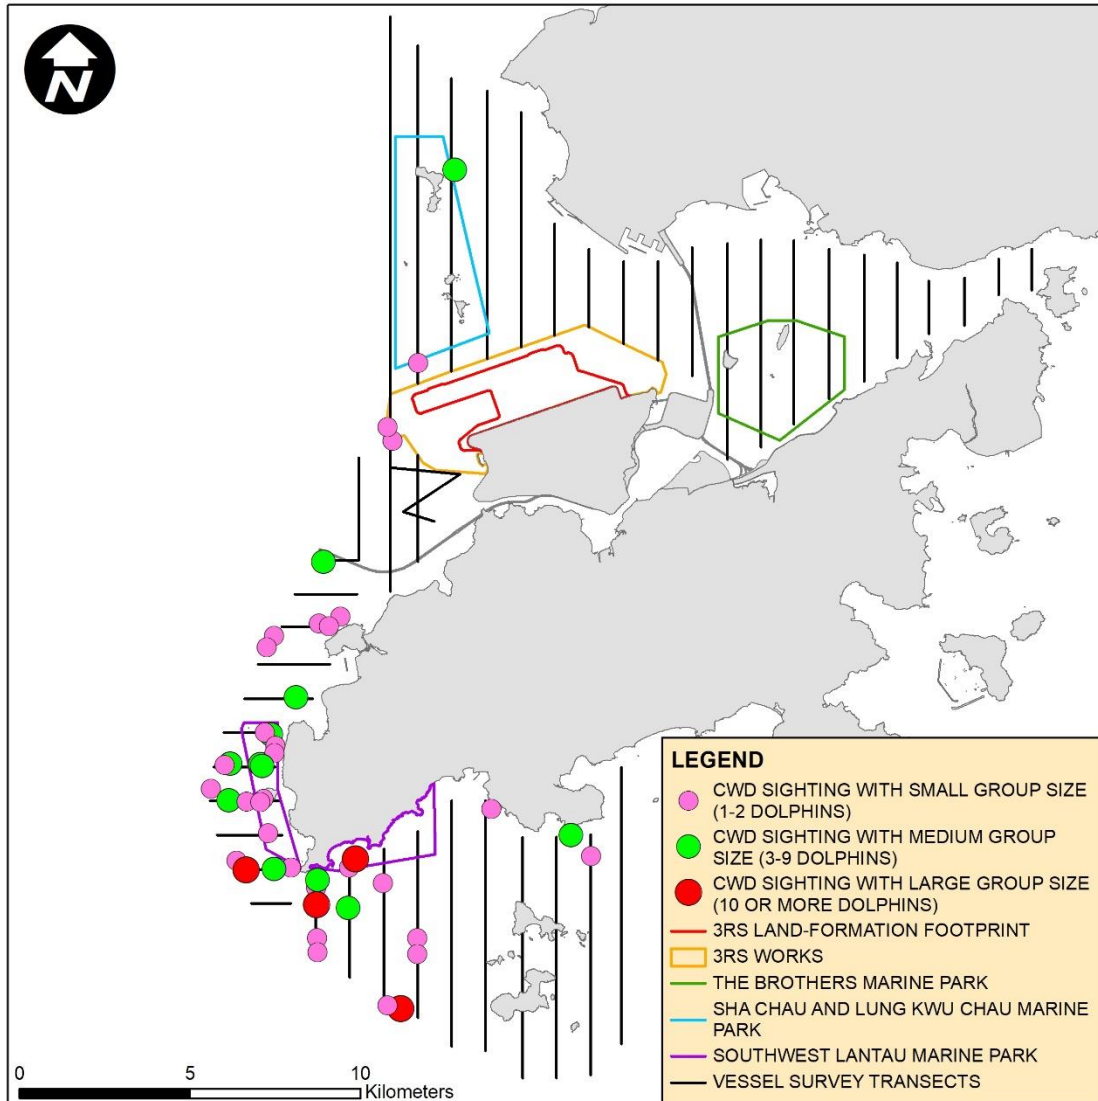 N
LEGEND
CWD SIGHTING WITH SMALL GROUP SIZE
(1-2 DOLPHINS)
CWD SIGHTING WITH MEDIUM GROUP
SIZE (3-9 DOLPHINS)
CWD SIGHTING WITH LARGE GROUP SIZE
(10 OR MORE DOLPHINS)
3RS LAND-FORMATION FOOTPRINT
3RS WORKS
THE BROTHERS MARINE PARK
SHA CHAU AND LUNG KWU CHAU MARINE
PARK
SOUTHWEST LANTAU MARINE PARK
VESSEL SURVEY TRANSECTS
0 5 10
Kilometers